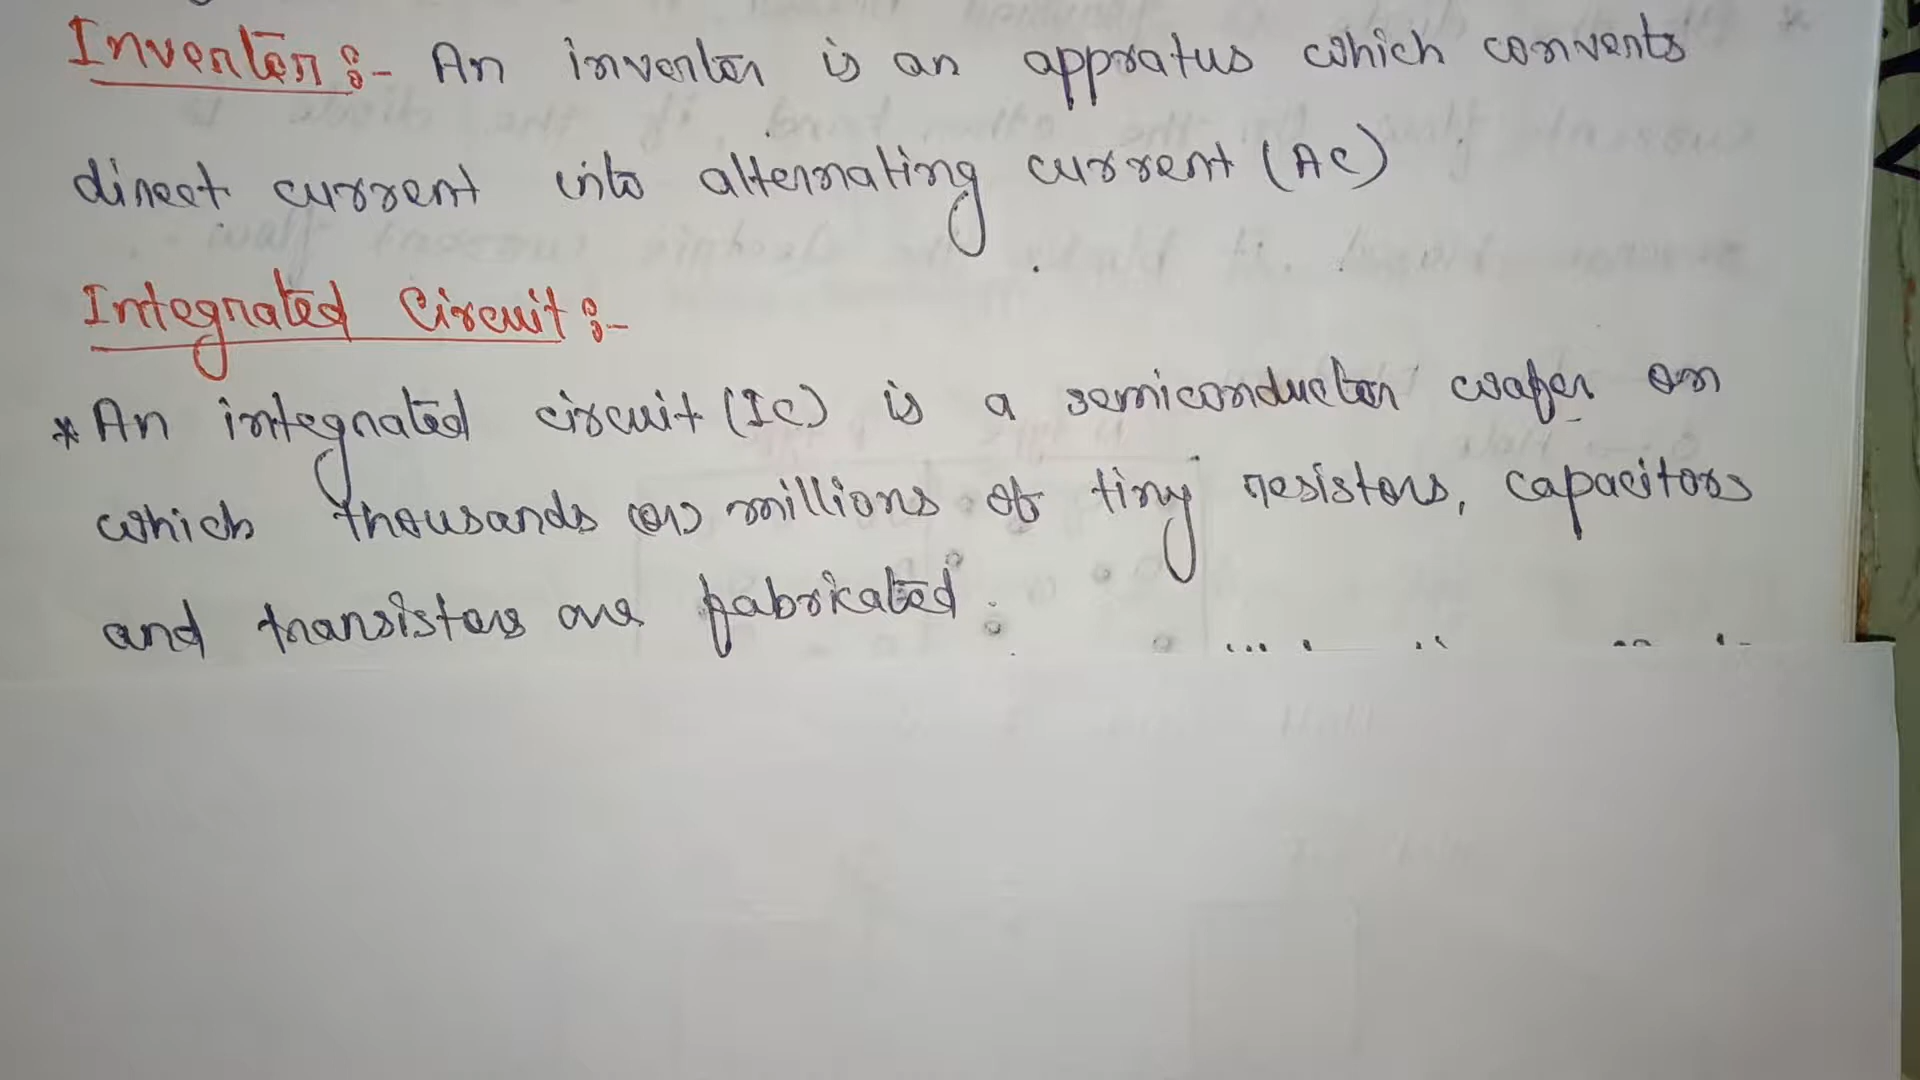 Inverter :- An inverter is an appratus which converts
direct current into alternating current (AC)
Integrated Circuit :-
* An integrated circuit (IC) is a semiconductor wafer on
which thousands (or) millions of tiny resistors, capacitors
and transistors are fabricated.